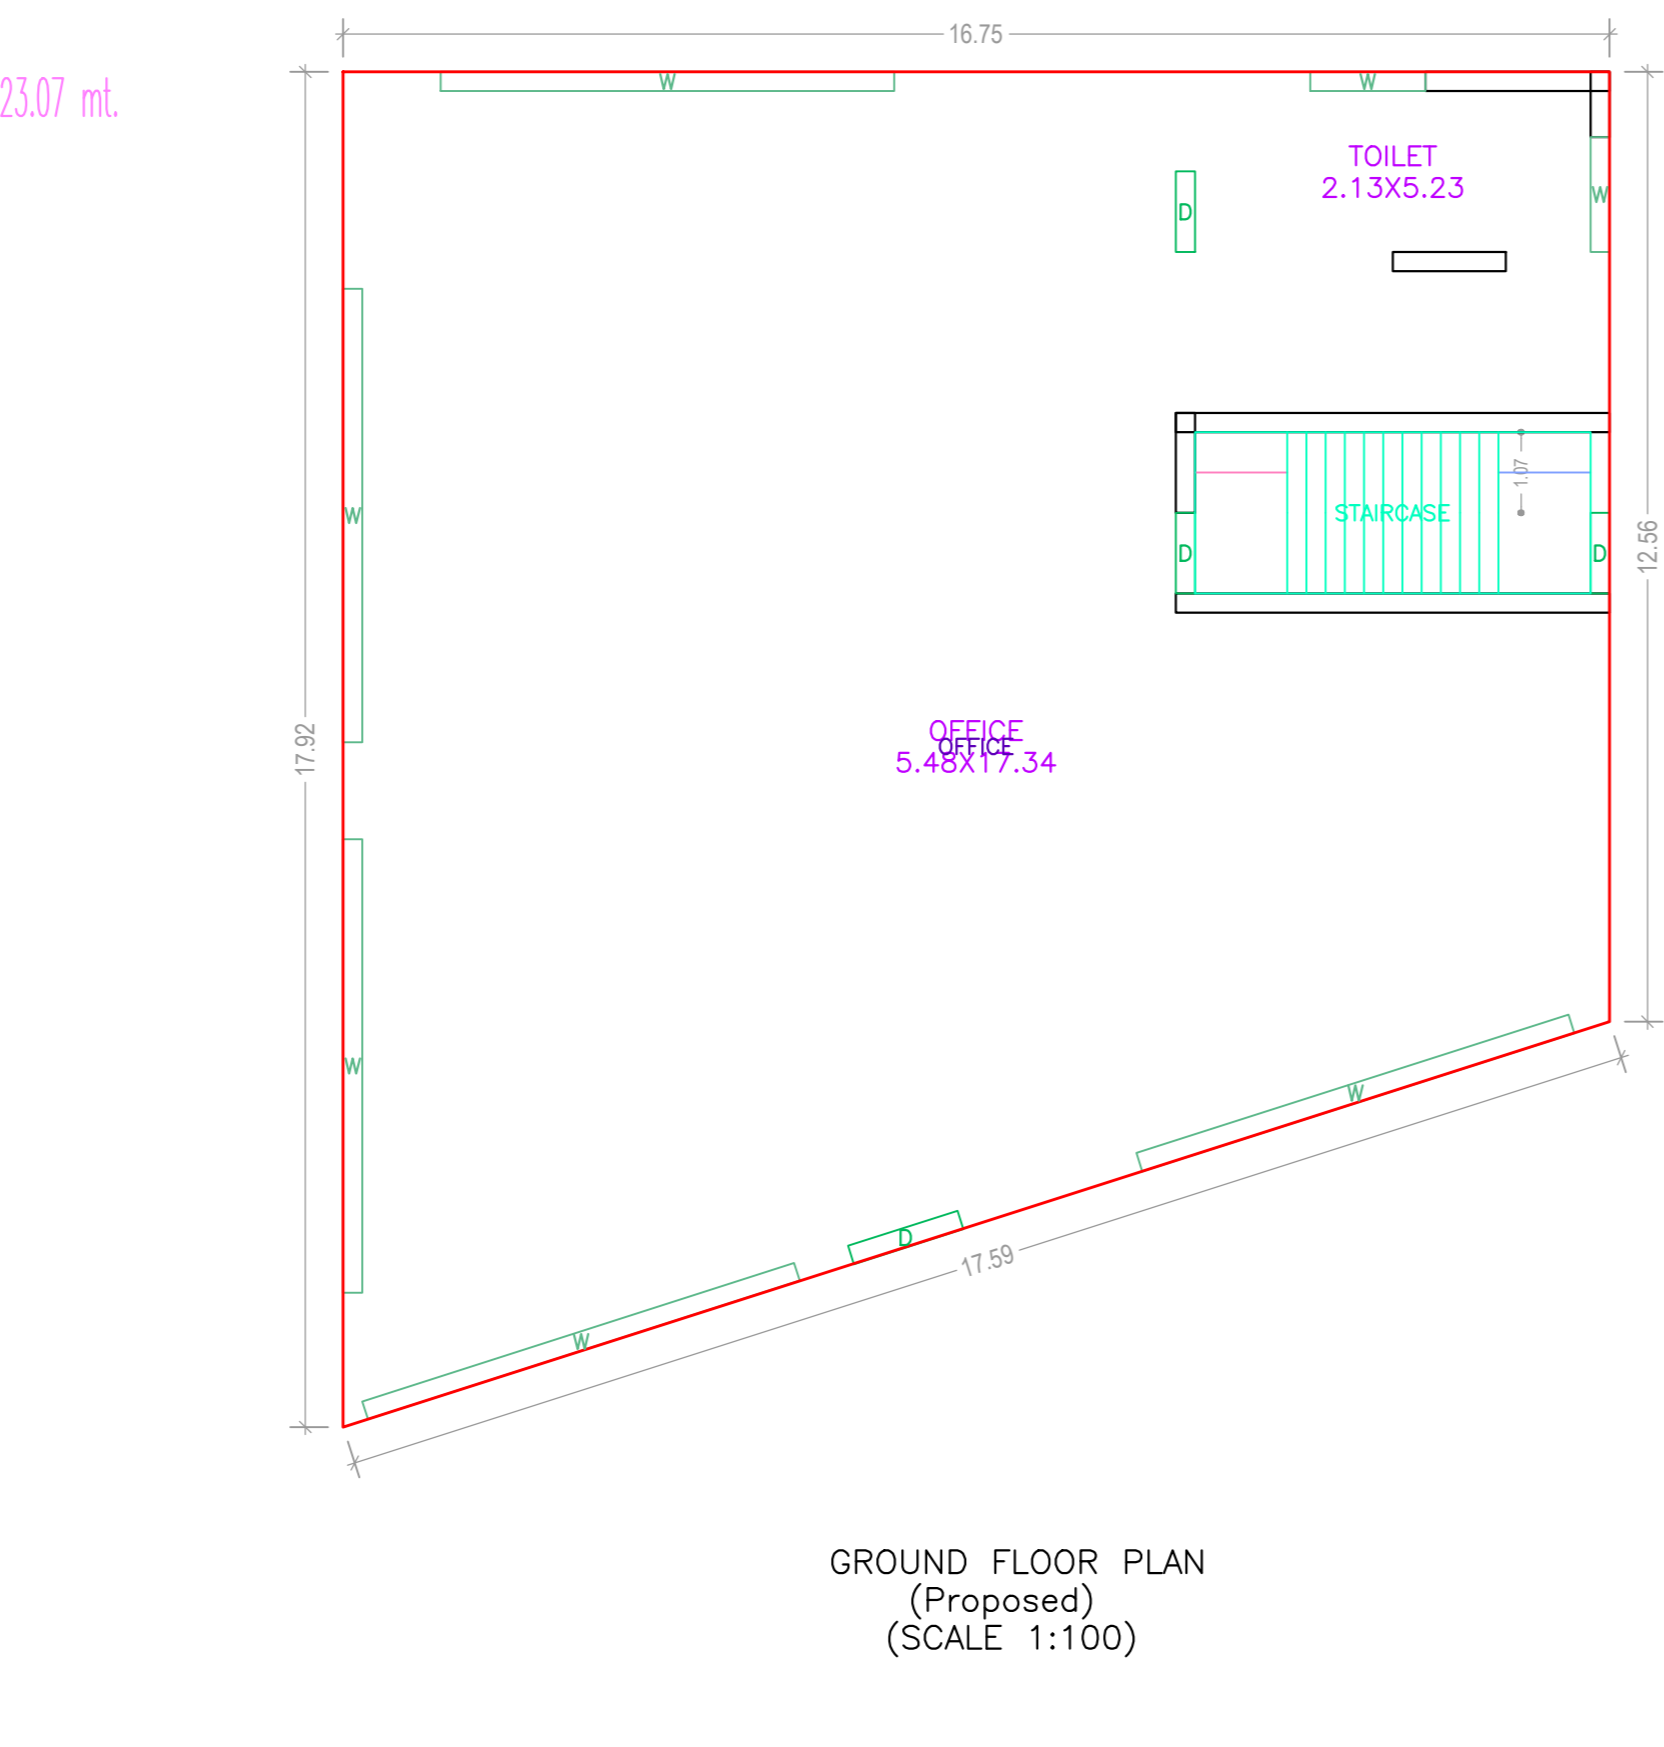 16.75
23.07 mt.
W
W
TOILET
2.13X5.23
W
D
1.07
STAIRCASE
W
D
D
12.56
17.92
OFFICE
OFFICE
5.48X17.34
W
W
D
17.59
W
GROUND FLOOR PLAN
(Proposed)
(SCALE 1:100)